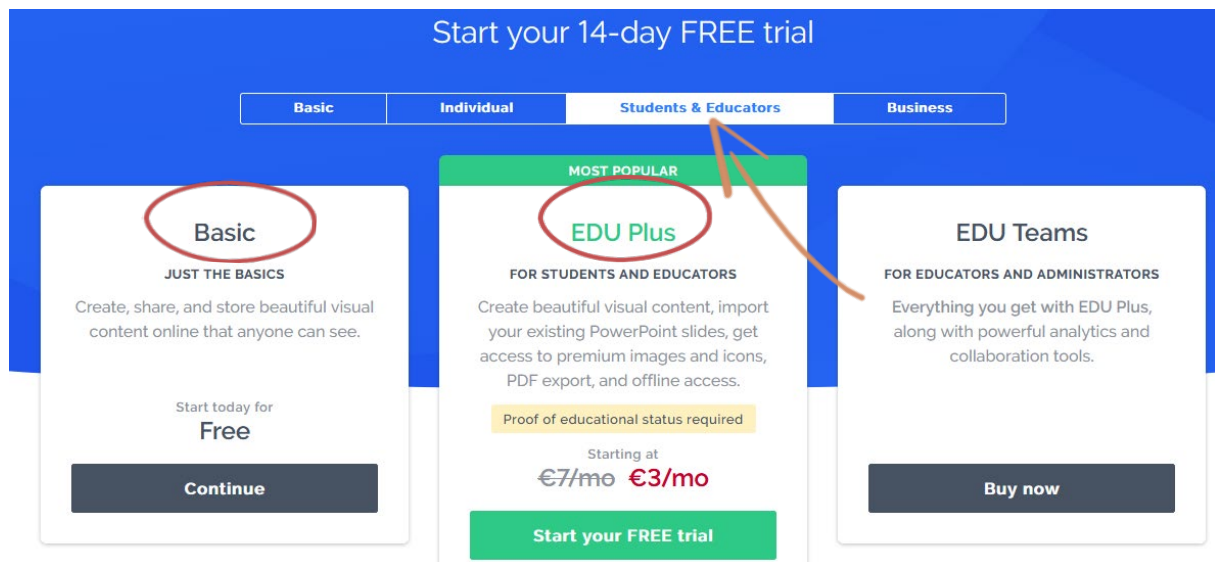 Start your 14-day FREE trial
Basic
Individual
Students & Educators
Business
Basic
JUST THE BASICS
Create, share, and store beautiful visual
content online that anyone can see.
Start today for
Free
Continue
MOST POPULAR
EDU Plus
FOR STUDENTS AND EDUCATORS
Create beautiful visual content, import
your existing PowerPoint slides, get
access to premium images and icons,
PDF export, and offline access.
Proof of educational status required
Starting at
€7/mo €3/mo
Start your FREE trial
EDU Teams
FOR EDUCATORS AND ADMINISTRATORS
Everything you get with EDU Plus,
along with powerful analytics and
collaboration tools.
Buy now